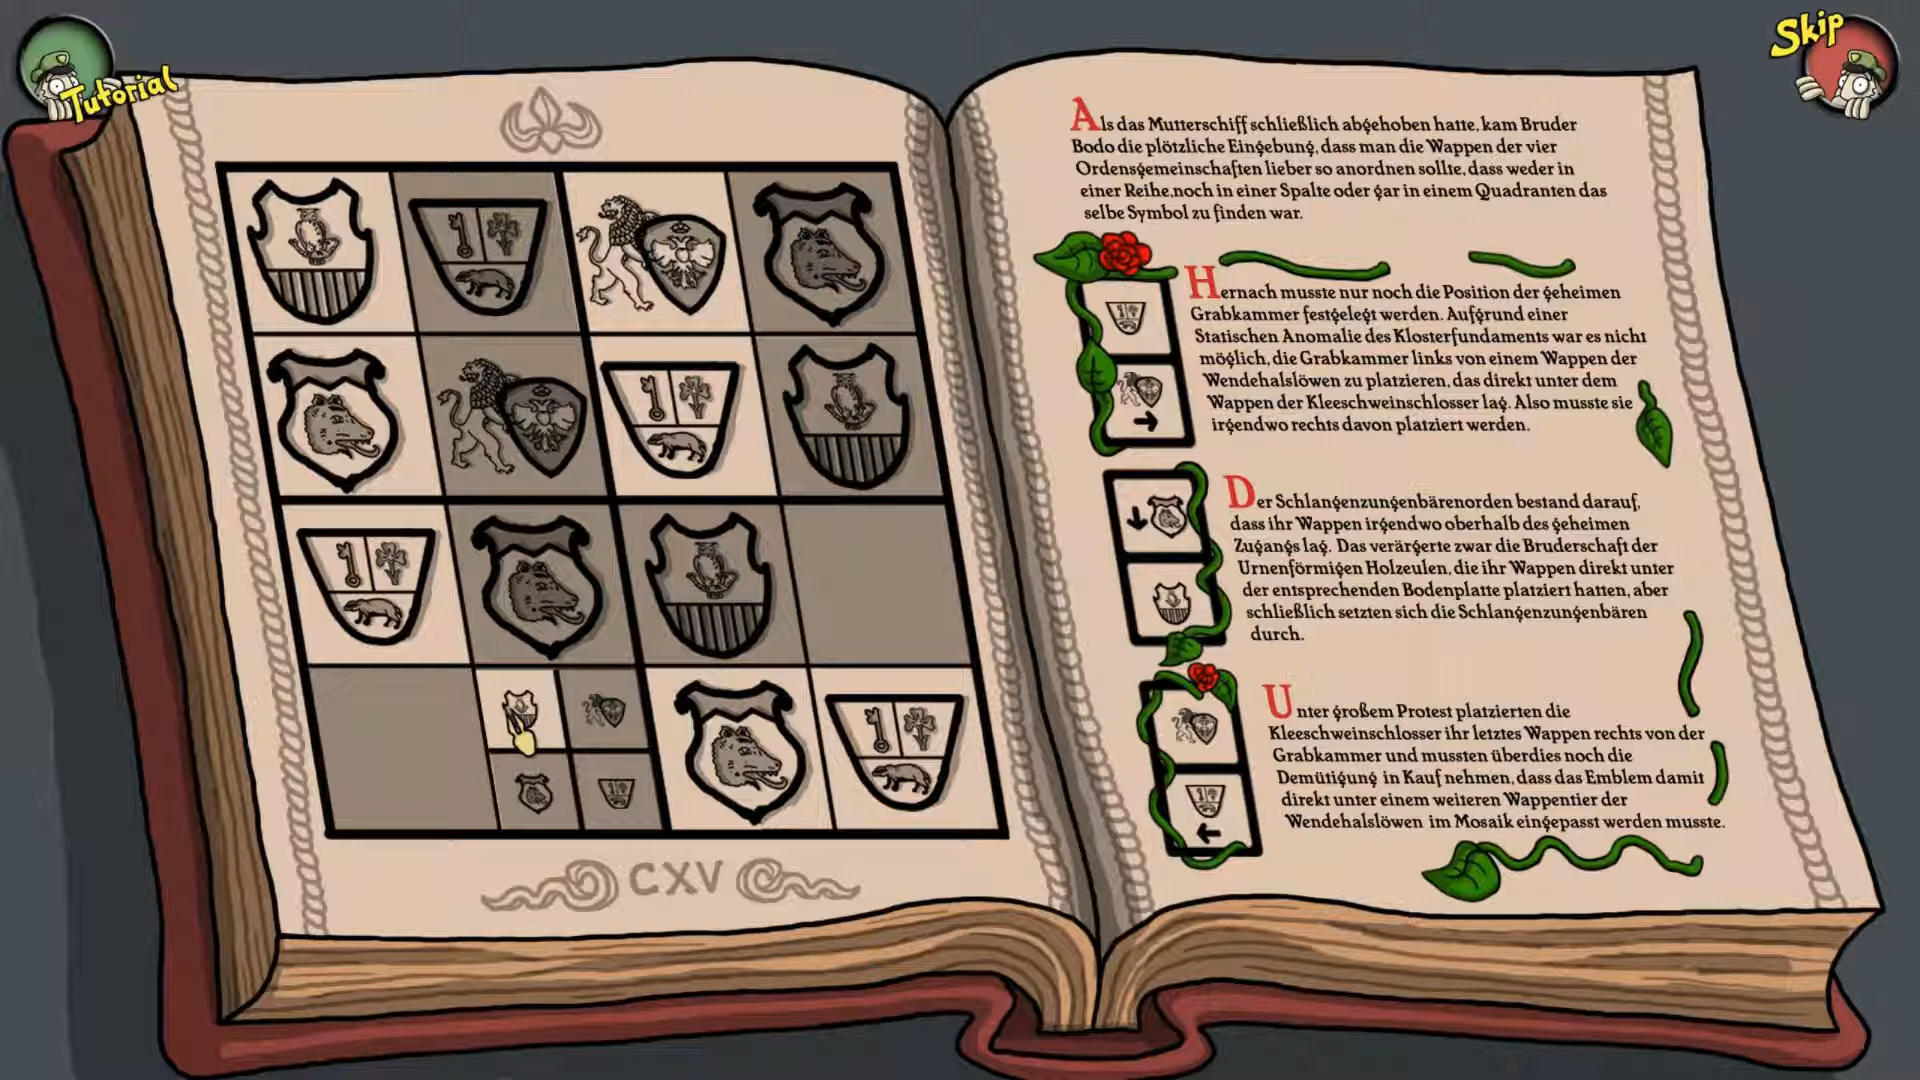 Tutorial
Skip
Als das Mutterschiff schließlich abgehoben hatte, kam Bruder
Bodo die plötzliche Eingebung, dass man die Wappen der vier
Ordensgemeinschaften lieber so anordnen sollte, dass weder in
einer Reihe, noch in einer Spalte oder gar in einem Quadranten das
selbe Symbol zu finden war.
Hernach musste nur noch die Position der geheimen
Grabkammer festgelegt werden. Aufgrund einer
Statischen Anomalie des Klosterfundaments war es nicht
möglich, die Grabkammer links von einem Wappen der
Wendehalslöwen zu platzieren, das direkt unter dem
Wappen der Kleeschweinschlosser lag. Also musste sie
irgendwo rechts davon platziert werden.
Der Schlangenzungenbärenorden bestand darauf,
dass ihr Wappen irgendwo oberhalb des geheimen
Zugangs lag. Das verärgerte zwar die Bruderschaft der
Urnenförmigen Holzeulen, die ihr Wappen direkt unter
der entsprechenden Bodenplatte platziert hatten, aber
schließlich setzten sich die Schlangenzungenbären
durch.
Unter großem Protest platzierten die
Kleeschweinschlosser ihr letztes Wappen rechts von der
Grabkammer und mussten überdies noch die
Demütigung in Kauf nehmen, dass das Emblem damit
direkt unter einem weiteren Wappentier der
Wendehalslöwen im Mosaik eingepasst werden musste.
CXV